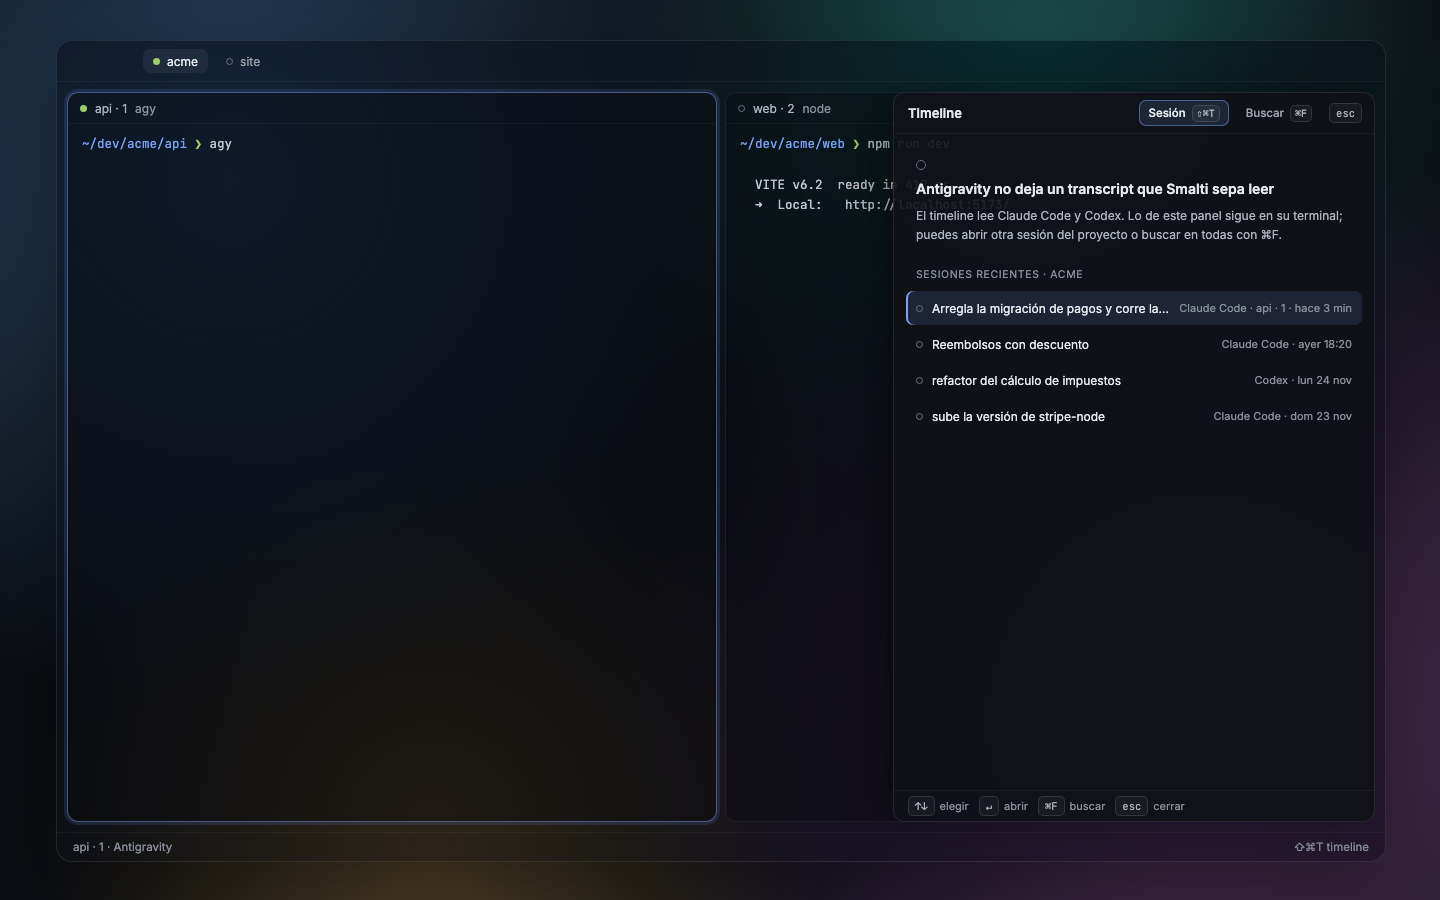 acme
site
api · 1 agy
~/dev/acme/api ❯ agy
web · 2 node
~/dev/acme/web ❯ npm run dev
VITE v6.2 ready in
➜ Local: http://localhost:5173/
Timeline
Sesión ⇧⌘T
Buscar ⌘F
esc
Antigravity no deja un transcript que Smalti sepa leer
El timeline lee Claude Code y Codex. Lo de este panel sigue en su terminal;
puedes abrir otra sesión del proyecto o buscar en todas con ⌘F.
SESIONES RECIENTES · ACME
Arregla la migración de pagos y corre la... Claude Code · api · 1 · hace 3 min
Reembolsos con descuento Claude Code · ayer 18:20
refactor del cálculo de impuestos Codex · lun 24 nov
sube la versión de stripe-node Claude Code · dom 23 nov
↑↓ elegir ↵ abrir ⌘F buscar esc cerrar
api · 1 · Antigravity
⇧⌘T timeline